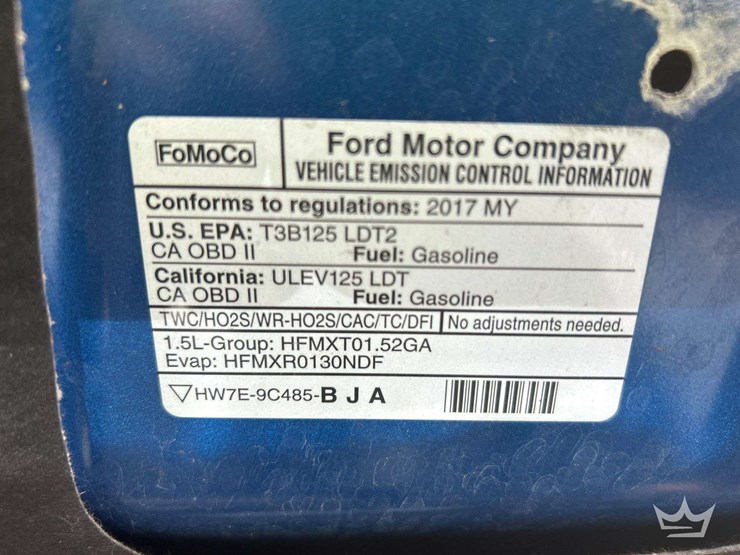 FoMoCo
Ford Motor Company
VEHICLE EMISSION CONTROL INFORMATION
Conforms to regulations: 2017 MY
U.S. EPA: T3B125 LDT2
CA OBD II Fuel: Gasoline
California: ULEV125 LDT
CA OBD II Fuel: Gasoline
TWC/HO2S/WR-HO2S/CAC/TC/DFI No adjustments needed.
1.5L-Group: HFMXT01.52GA
Evap: HFMXR0130NDF
HW7E-9C485-B J A